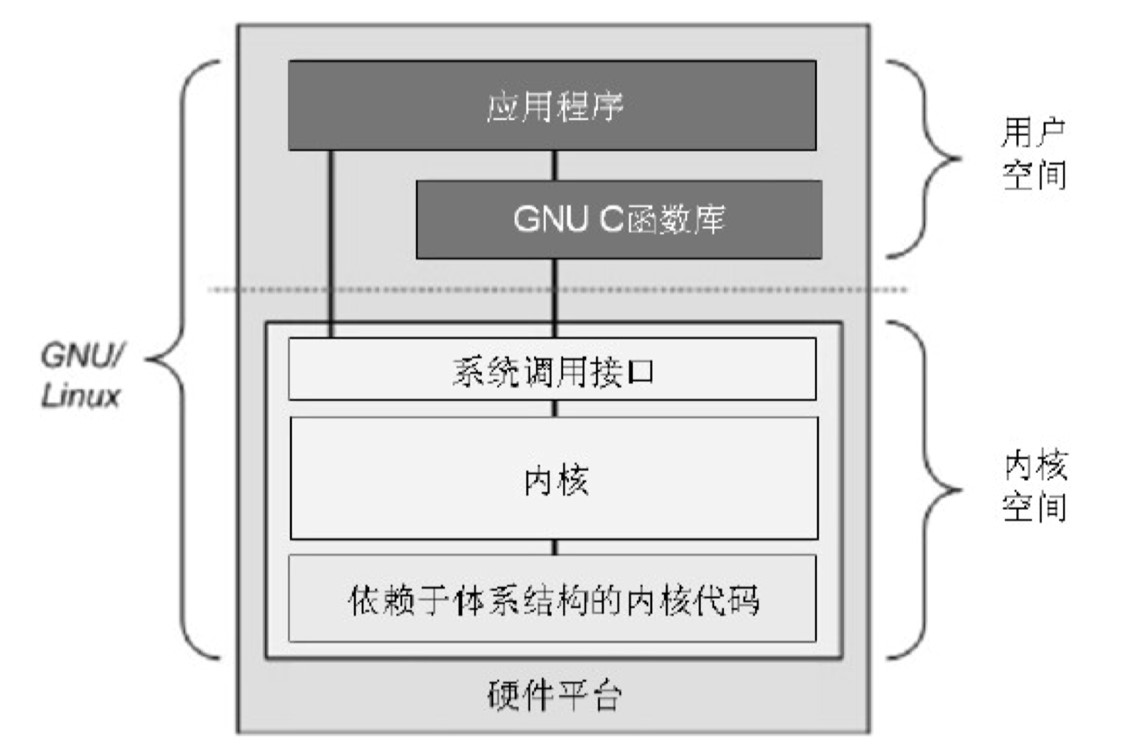 应用程序
用户
空间
GNU C函数库
GNU/
Linux
系统调用接口
内核
内核
空间
依赖于体系结构的内核代码
硬件平台